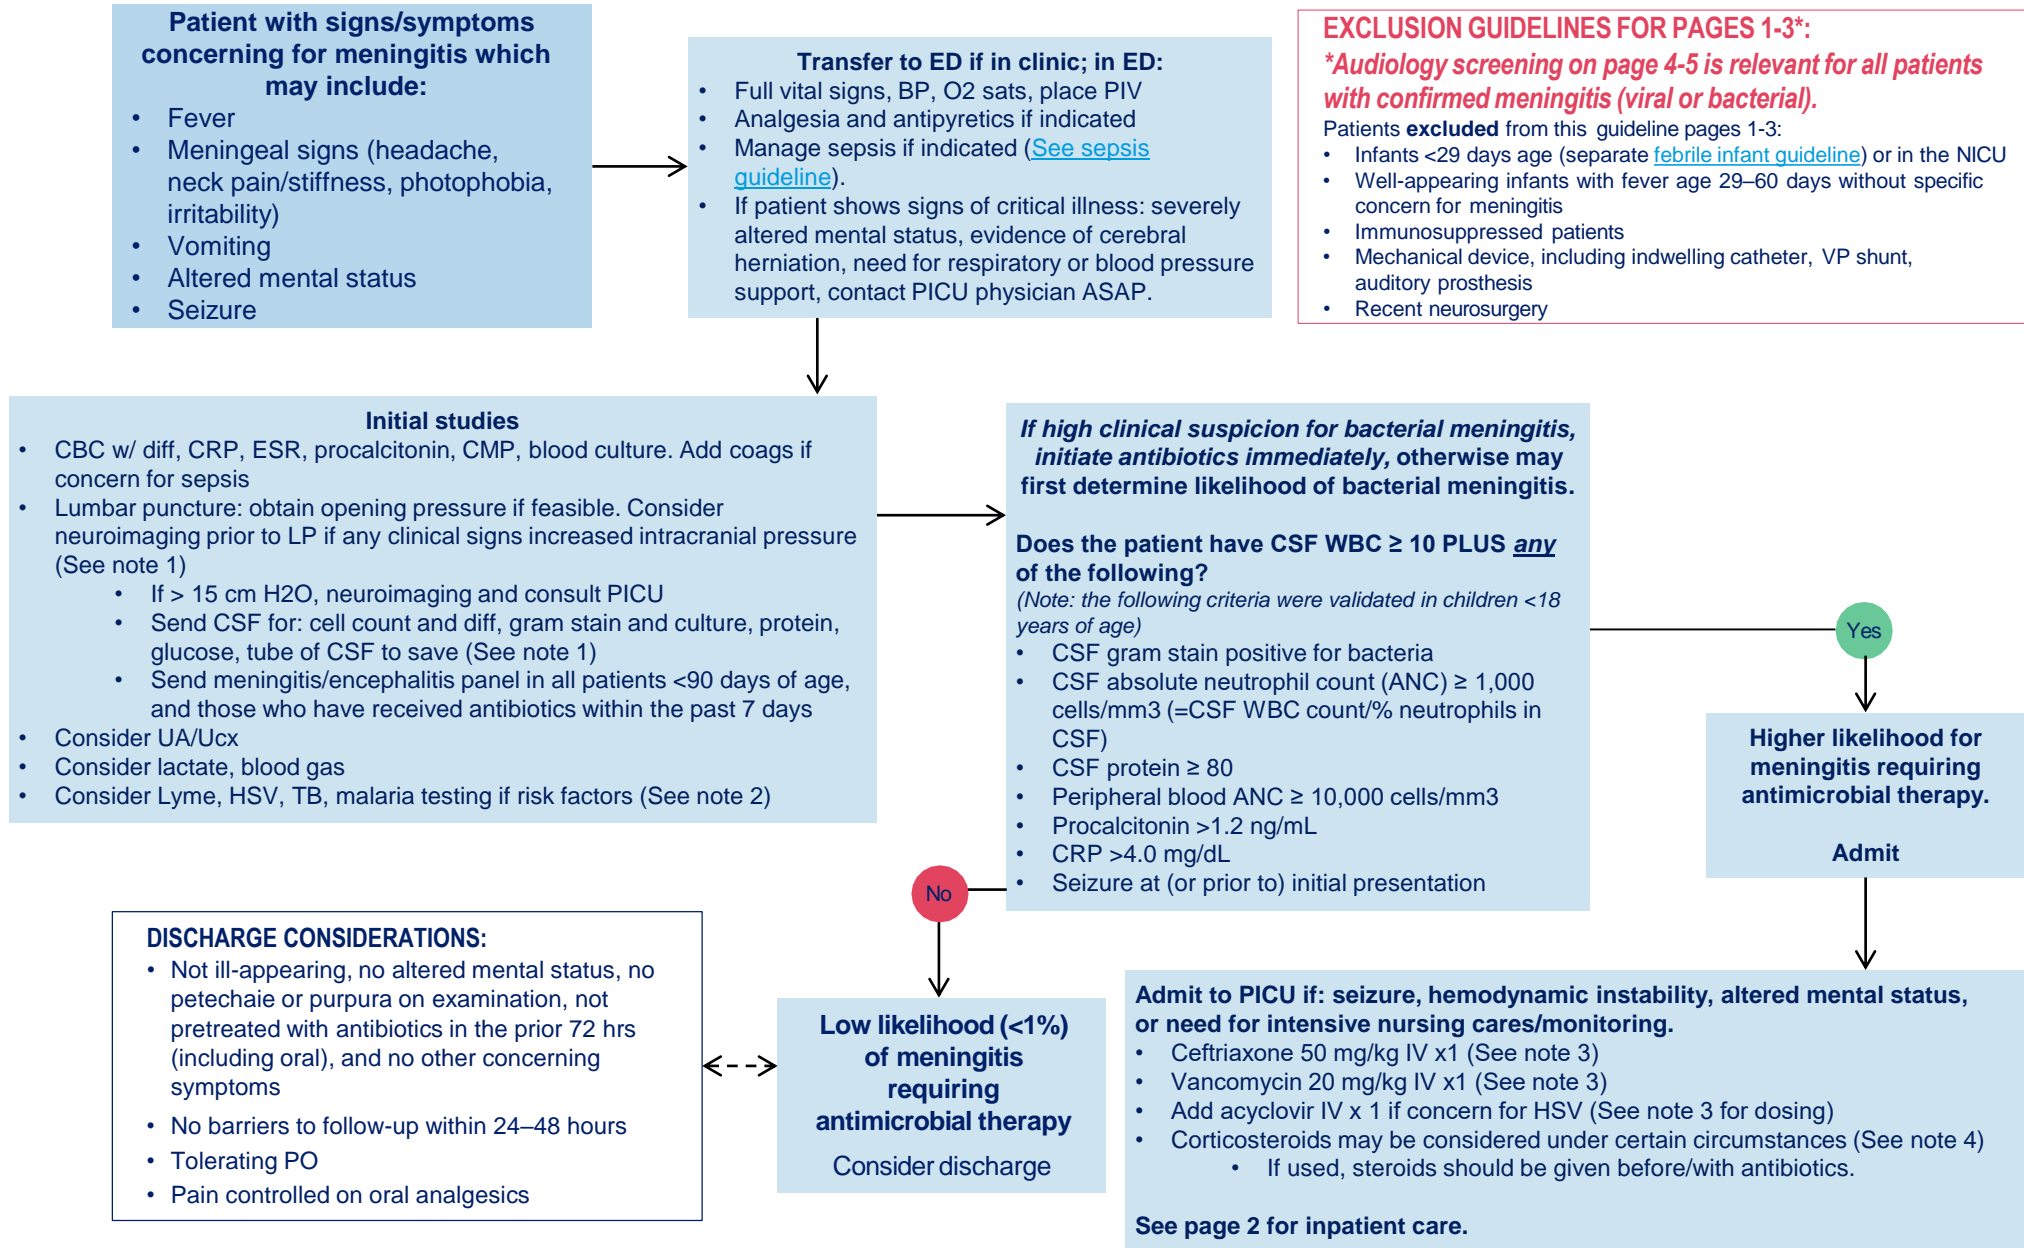 Patient with signs/symptoms
concerning for meningitis which
may include:
• Fever
• Meningeal signs (headache,
neck pain/stiffness, photophobia,
irritability)
• Vomiting
• Altered mental status
• Seizure
Transfer to ED if in clinic; in ED:
• Full vital signs, BP, O2 sats, place PIV
• Analgesia and antipyretics if indicated
• Manage sepsis if indicated (See sepsis
guideline).
• If patient shows signs of critical illness: severely
altered mental status, evidence of cerebral
herniation, need for respiratory or blood pressure
support, contact PICU physician ASAP.
EXCLUSION GUIDELINES FOR PAGES 1-3*:
*Audiology screening on page 4-5 is relevant for all patients
with confirmed meningitis (viral or bacterial).
Patients excluded from this guideline pages 1-3:
• Infants <29 days age (separate febrile infant guideline) or in the NICU
• Well-appearing infants with fever age 29–60 days without specific
concern for meningitis
• Immunosuppressed patients
• Mechanical device, including indwelling catheter, VP shunt,
auditory prosthesis
• Recent neurosurgery
Initial studies
• CBC w/ diff, CRP, ESR, procalcitonin, CMP, blood culture. Add coags if
concern for sepsis
• Lumbar puncture: obtain opening pressure if feasible. Consider
neuroimaging prior to LP if any clinical signs increased intracranial pressure
(See note 1)
• If > 15 cm H2O, neuroimaging and consult PICU
• Send CSF for: cell count and diff, gram stain and culture, protein,
glucose, tube of CSF to save (See note 1)
• Send meningitis/encephalitis panel in all patients <90 days of age,
and those who have received antibiotics within the past 7 days
• Consider UA/Ucx
• Consider lactate, blood gas
• Consider Lyme, HSV, TB, malaria testing if risk factors (See note 2)
If high clinical suspicion for bacterial meningitis,
initiate antibiotics immediately, otherwise may
first determine likelihood of bacterial meningitis.
Does the patient have CSF WBC ≥ 10 PLUS any
of the following?
(Note: the following criteria were validated in children <18
years of age)
• CSF gram stain positive for bacteria
• CSF absolute neutrophil count (ANC) ≥ 1,000
cells/mm3 (=CSF WBC count/% neutrophils in
CSF)
• CSF protein ≥ 80
• Peripheral blood ANC ≥ 10,000 cells/mm3
• Procalcitonin >1.2 ng/mL
• CRP >4.0 mg/dL
• Seizure at (or prior to) initial presentation
Yes
Higher likelihood for
meningitis requiring
antimicrobial therapy.
Admit
No
DISCHARGE CONSIDERATIONS:
• Not ill-appearing, no altered mental status, no
petechaie or purpura on examination, not
pretreated with antibiotics in the prior 72 hrs
(including oral), and no other concerning
symptoms
• No barriers to follow-up within 24–48 hours
• Tolerating PO
• Pain controlled on oral analgesics
Low likelihood (<1%)
of meningitis
requiring
antimicrobial therapy
Consider discharge
Admit to PICU if: seizure, hemodynamic instability, altered mental status,
or need for intensive nursing cares/monitoring.
• Ceftriaxone 50 mg/kg IV x1 (See note 3)
• Vancomycin 20 mg/kg IV x1 (See note 3)
• Add acyclovir IV x 1 if concern for HSV (See note 3 for dosing)
• Corticosteroids may be considered under certain circumstances (See note 4)
• If used, steroids should be given before/with antibiotics.
See page 2 for inpatient care.